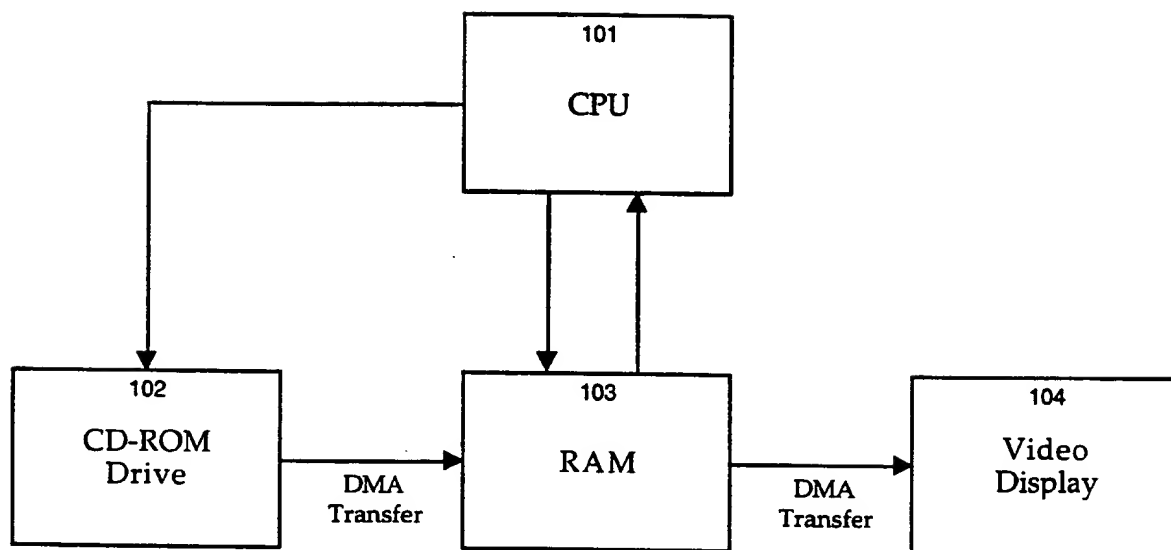 101
CPU
102
CD-ROM
Drive
DMA
Transfer
103
RAM
DMA
Transfer
104
Video
Display